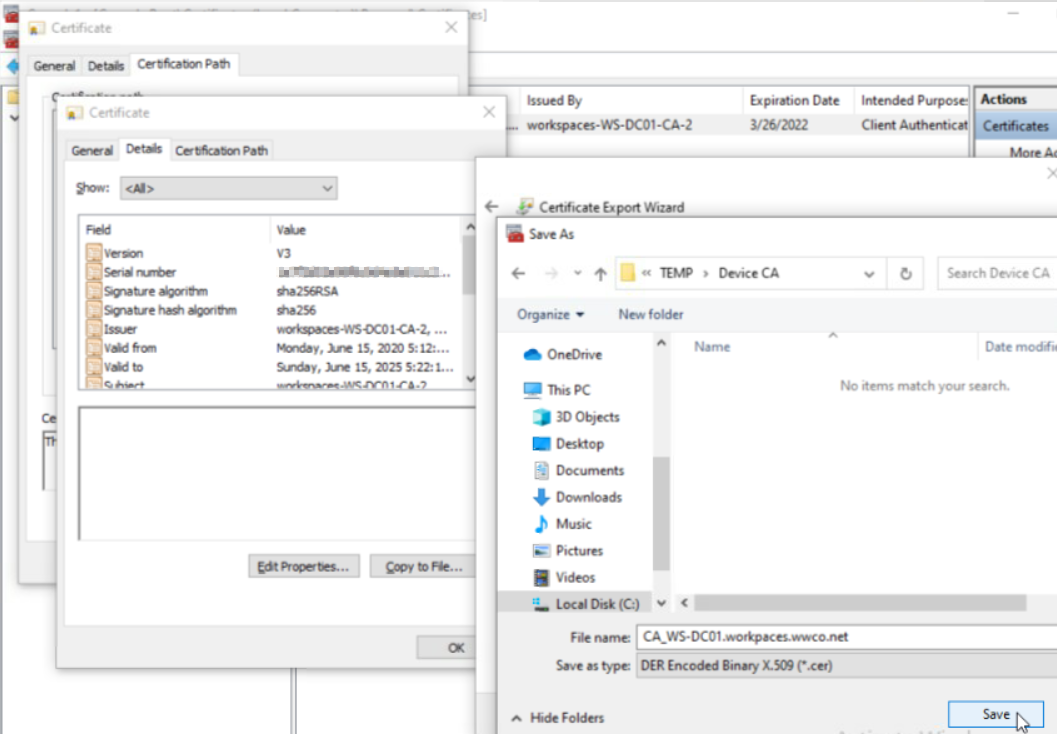 Certificate
General Details Certification Path
Certificate
General Details Certification Path
Show: <All>
Field Value
Version V3
Serial number
Signature algorithm sha256RSA
Signature hash algorithm sha256
Issuer workspaces-WS-DC01-CA-2, ...
Valid from Monday, June 15, 2020 5:12:...
Valid to Sunday, June 15, 2025 5:22:1...
Subject workspaces-WS-DC01-CA-2
Edit Properties... Copy to File...
OK
Issued By Expiration Date Intended Purposes
workspaces-WS-DC01-CA-2 3/26/2022 Client Authenticat
Actions
Certificates
More Ac
Certificate Export Wizard
Save As
« TEMP › Device CA
Search Device CA
Organize New folder
OneDrive
This PC
3D Objects
Desktop
Documents
Downloads
Music
Pictures
Videos
Local Disk (C:)
Name Date modifie
No items match your search.
File name: CA_WS-DC01.workpaces.wwco.net
Save as type: DER Encoded Binary X.509 (*.cer)
Hide Folders
Save